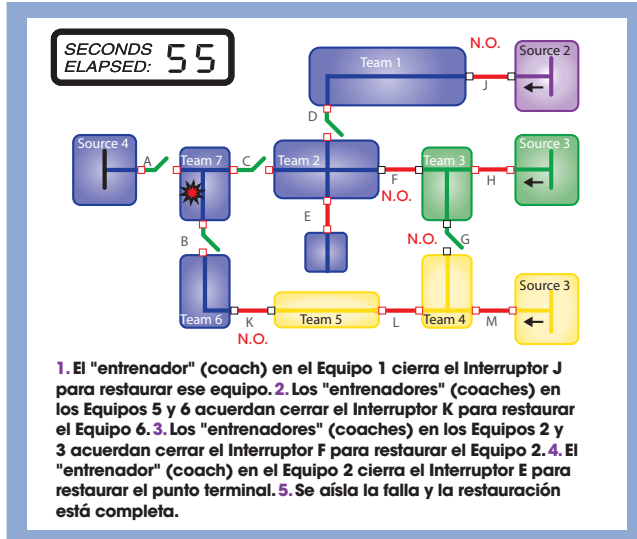 SECONDS
ELAPSED: 55
N.O.
Source 2
Team 1
J
D
Source 4
A
Team 7
C
Team 2
F
N.O.
Team 3
H
Source 3
E
B
N.O.
G
Source 3
Team 6
K
N.O.
Team 5
L
Team 4
M
1. El "entrenador" (coach) en el Equipo 1 cierra el Interruptor J
para restaurar ese equipo. 2. Los "entrenadores" (coaches) en
los Equipos 5 y 6 acuerdan cerrar el Interruptor K para restaurar
el Equipo 6. 3. Los "entrenadores" (coaches) en los Equipos 2 y
3 acuerdan cerrar el Interruptor F para restaurar el Equipo 2. 4. El
"entrenador" (coach) en el Equipo 2 cierra el Interruptor E para
restaurar el punto terminal. 5. Se aísla la falla y la restauración
está completa.